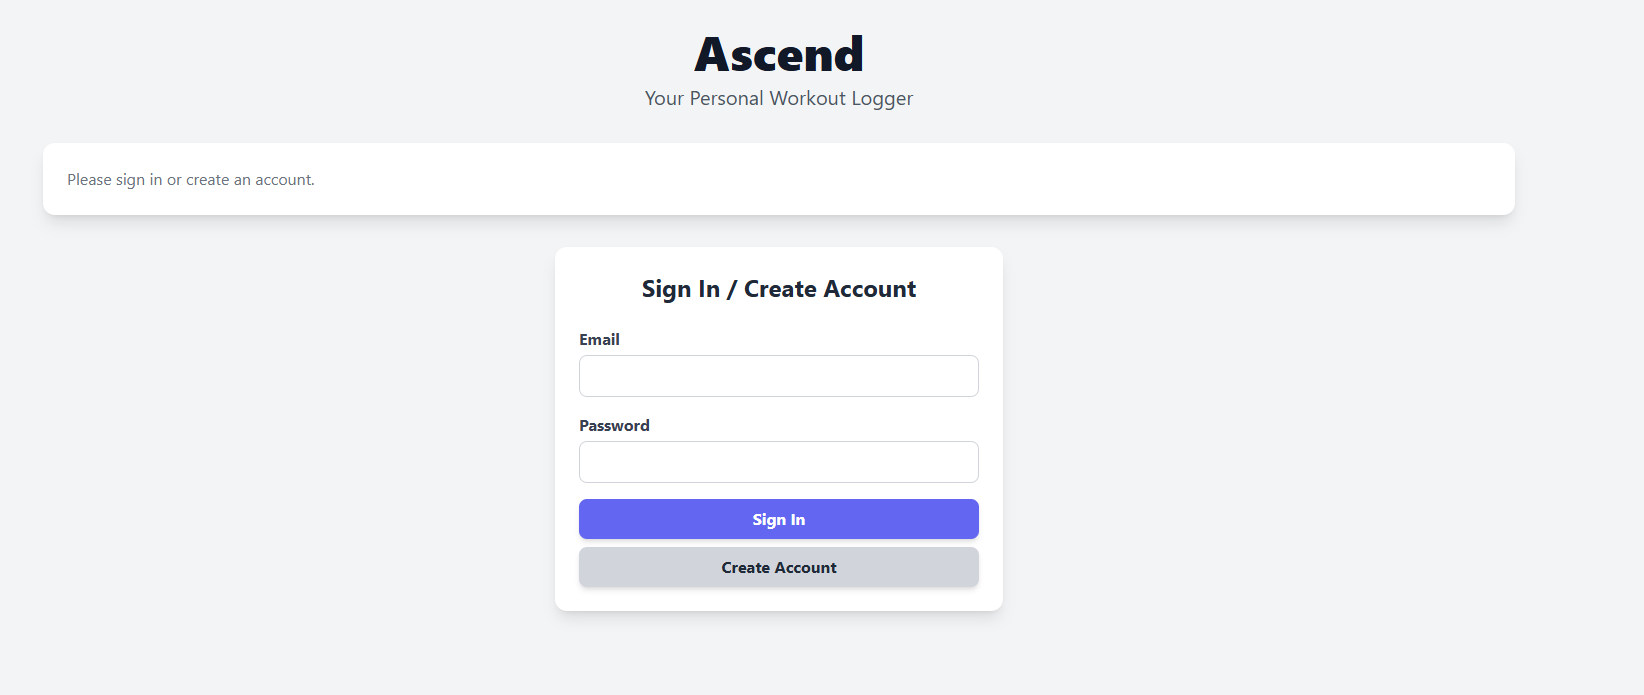 Ascend
Your Personal Workout Logger
Please sign in or create an account.
Sign In / Create Account
Email
Password
Sign In
Create Account